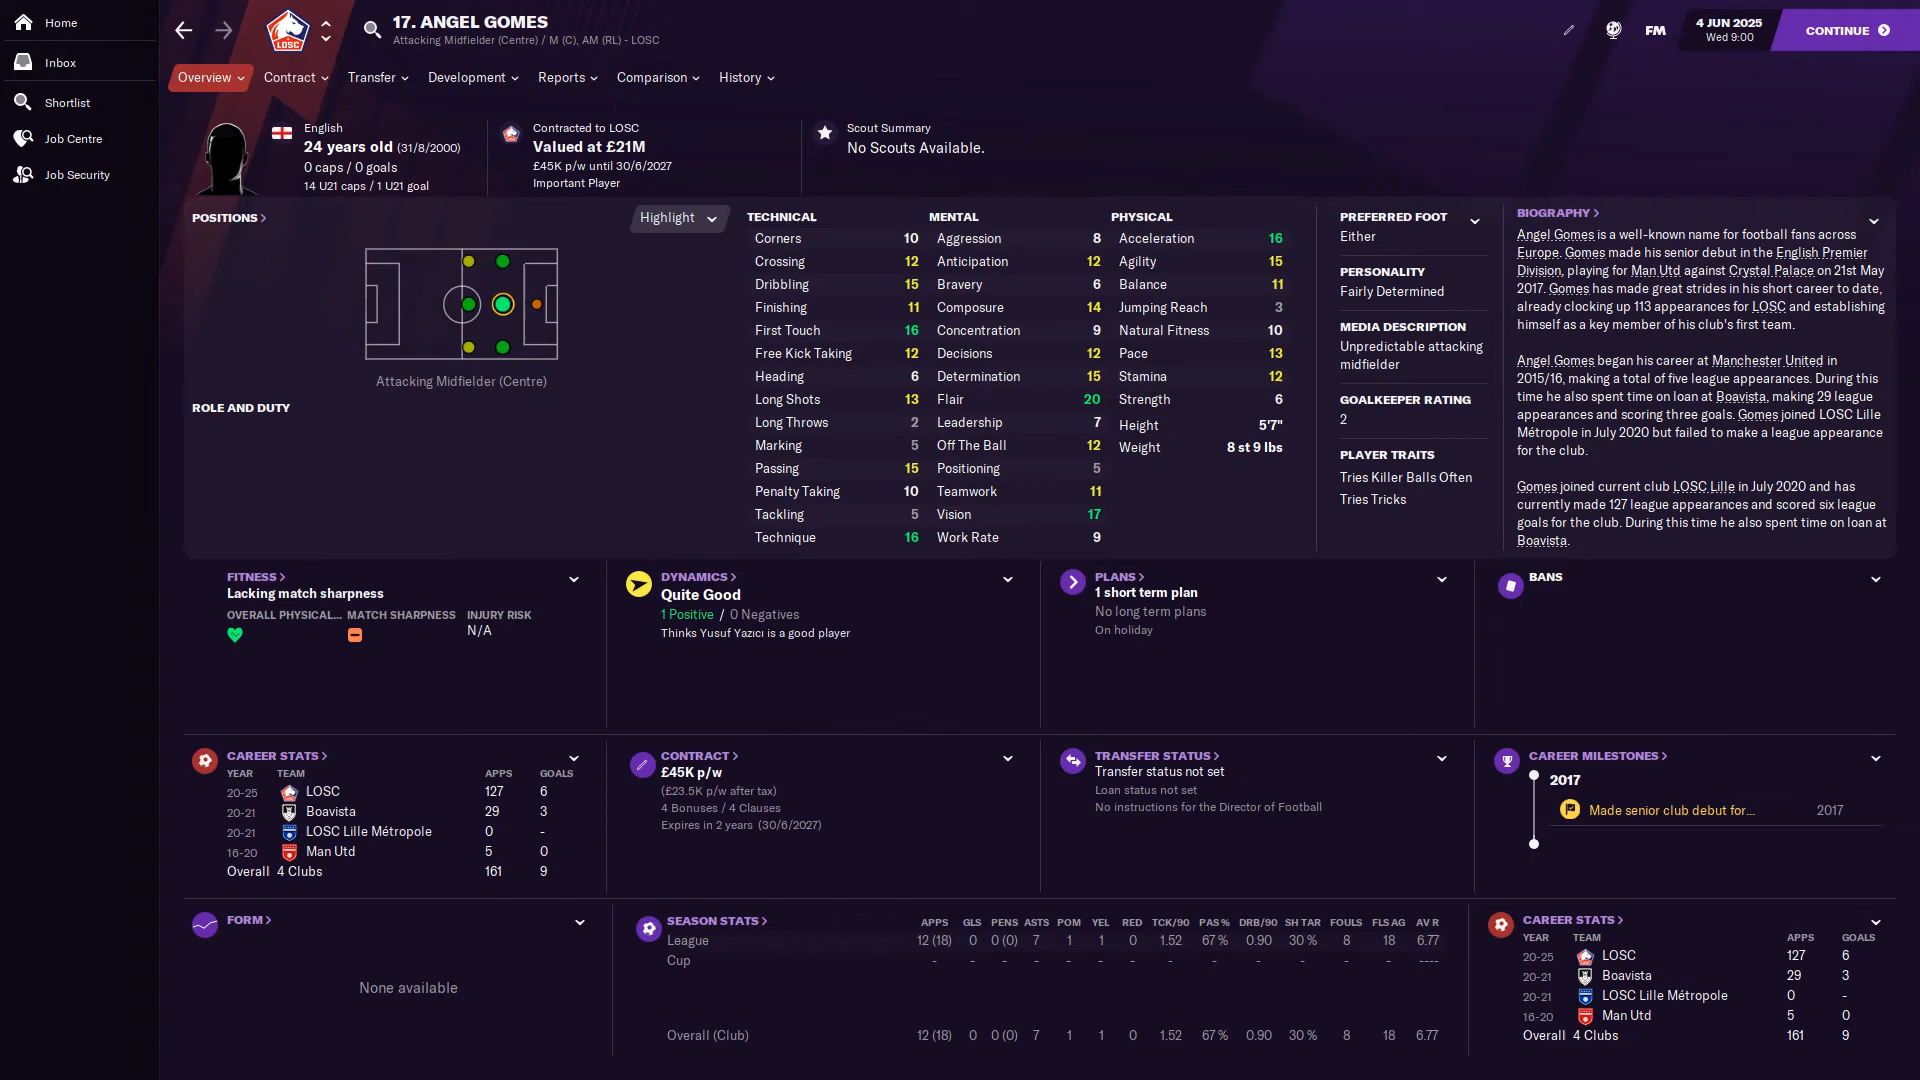 Home
Inbox
Shortlist
Job Centre
Job Security
LOSC
17. ANGEL GOMES
Attacking Midfielder (Centre) / M (C), AM (RL) - LOSC
FM
4 JUN 2025
Wed 9:00
CONTINUE
Overview
Contract
Transfer
Development
Reports
Comparison
History
English
24 years old (31/8/2000)
0 caps / 0 goals
14 U21 caps / 1 U21 goal
Contracted to LOSC
Valued at £21M
£45K p/w until 30/6/2027
Important Player
Scout Summary
No Scouts Available.
POSITIONS
Highlight
Attacking Midfielder (Centre)
ROLE AND DUTY
TECHNICAL
Corners 10
Crossing 12
Dribbling 15
Finishing 11
First Touch 16
Free Kick Taking 12
Heading 6
Long Shots 13
Long Throws 2
Marking 5
Passing 15
Penalty Taking 10
Tackling 5
Technique 16
MENTAL
Aggression 8
Anticipation 12
Bravery 6
Composure 14
Concentration 9
Decisions 12
Determination 15
Flair 20
Leadership 7
Off The Ball 12
Positioning 5
Teamwork 11
Vision 17
Work Rate 9
PHYSICAL
Acceleration 16
Agility 15
Balance 11
Jumping Reach 3
Natural Fitness 10
Pace 13
Stamina 12
Strength 6
Height 5'7"
Weight 8 st 9 lbs
PREFERRED FOOT
Either
PERSONALITY
Fairly Determined
MEDIA DESCRIPTION
Unpredictable attacking
midfielder
GOALKEEPER RATING
2
PLAYER TRAITS
Tries Killer Balls Often
Tries Tricks
BIOGRAPHY
Angel Gomes is a well-known name for football fans across
Europe. Gomes made his senior debut in the English Premier
Division, playing for Man Utd against Crystal Palace on 21st May
2017. Gomes has made great strides in his short career to date,
already clocking up 113 appearances for LOSC and establishing
himself as a key member of his club's first team.
Angel Gomes began his career at Manchester United in
2015/16, making a total of five league appearances. During this
time he also spent time on loan at Boavista, making 29 league
appearances and scoring three goals. Gomes joined LOSC Lille
Métropole in July 2020 but failed to make a league appearance
for the club.
Gomes joined current club LOSC Lille in July 2020 and has
currently made 127 league appearances and scored six league
goals for the club. During this time he also spent time on loan at
Boavista.
FITNESS
Lacking match sharpness
OVERALL PHYSICAL... MATCH SHARPNESS INJURY RISK
N/A
DYNAMICS
Quite Good
1 Positive / 0 Negatives
Thinks Yusuf Yazıcı is a good player
PLANS
1 short term plan
No long term plans
On holiday
BANS
CAREER STATS
YEAR TEAM APPS GOALS
20-25 LOSC 127 6
20-21 Boavista 29 3
20-21 LOSC Lille Métropole 0 -
16-20 Man Utd 5 0
Overall 4 Clubs 161 9
CONTRACT
£45K p/w
(£23.5K p/w after tax)
4 Bonuses / 4 Clauses
Expires in 2 years (30/6/2027)
TRANSFER STATUS
Transfer status not set
Loan status not set
No instructions for the Director of Football
CAREER MILESTONES
2017
Made senior club debut for... 2017
FORM
None available
SEASON STATS APPS GLS PENS ASTS POM YEL RED TCK/90 PAS % DRB/90 SH TAR FOULS FLS AG AV R
League 12 (18) 0 0 (0) 7 1 1 0 1.52 67 % 0.90 30 % 8 18 6.77
Cup - - - - - - - - - - - - - ----
Overall (Club) 12 (18) 0 0 (0) 7 1 1 0 1.52 67 % 0.90 30 % 8 18 6.77
CAREER STATS
YEAR TEAM APPS GOALS
20-25 LOSC 127 6
20-21 Boavista 29 3
20-21 LOSC Lille Métropole 0 -
16-20 Man Utd 5 0
Overall 4 Clubs 161 9